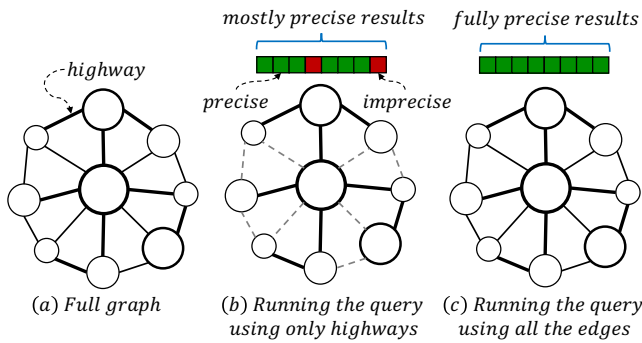 mostly precise results
fully precise results
highway
precise
imprecise
(a) Full graph
(b) Running the query
using only highways
(c) Running the query
using all the edges